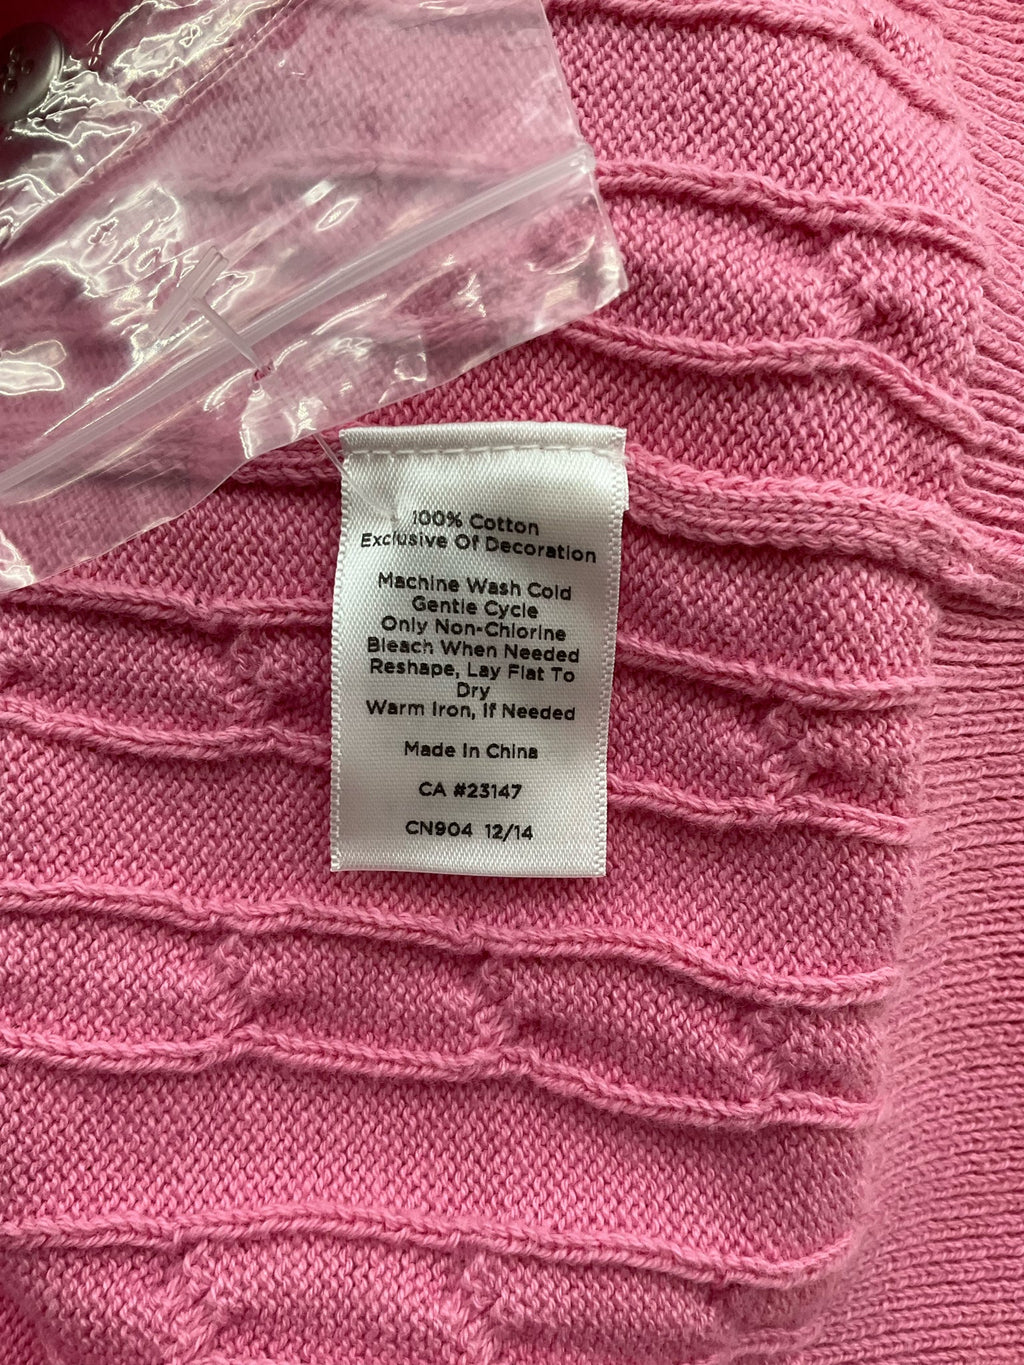 100% Cotton
Exclusive Of Decoration
Machine Wash Cold
Gentle Cycle
Only Non-Chlorine
Bleach When Needed
Reshape, Lay Flat To
Dry
Warm Iron, If Needed
Made In China
CA #23147
CN904 12/14